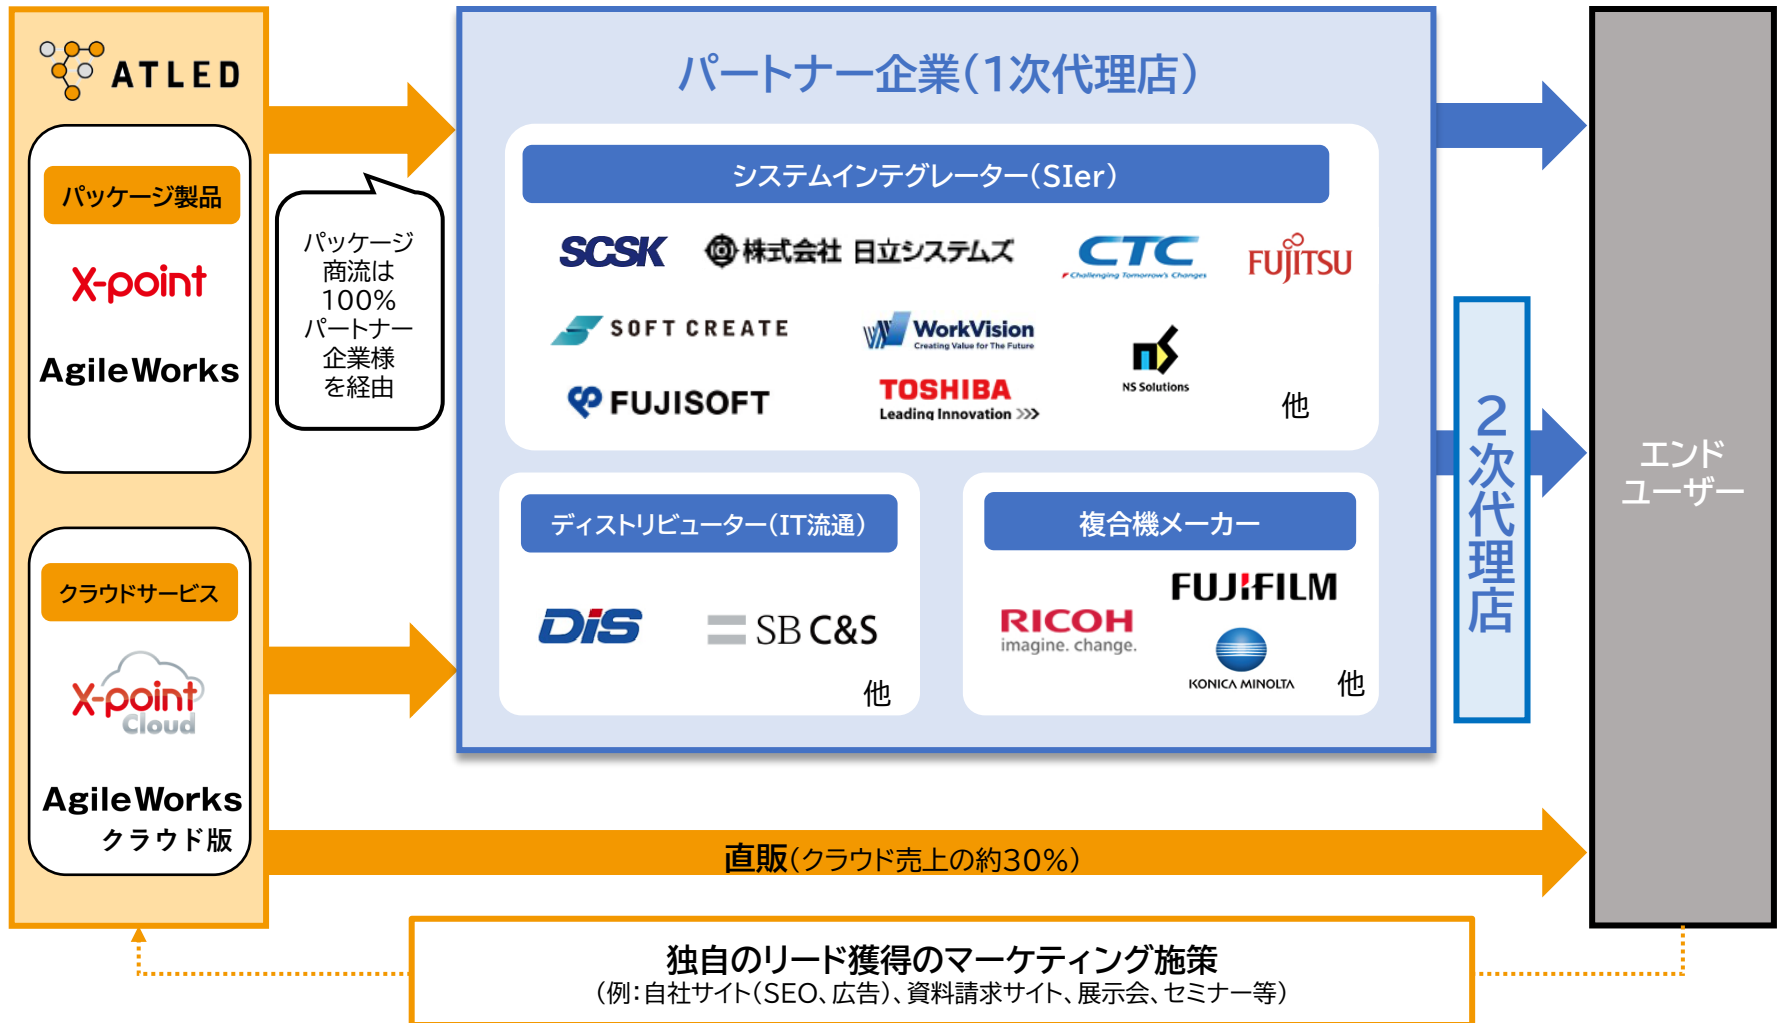 ATLED
パッケージ製品
X-point
AgileWorks
クラウドサービス
X-point
Cloud
AgileWorks
クラウド版
パッケージ
商流は
100%
パートナー
企業様
を経由
パートナー企業(1次代理店)
システムインテグレーター(SIer)
SCSK
株式会社 日立システムズ
CTC
Challenging Tomorrow's Changes
FUJITSU
SOFT CREATE
WorkVision
Creating Value for The Future
NS Solutions
FUJISOFT
TOSHIBA
Leading Innovation >>>
他
ディストリビューター(IT流通)
DiS
SB C&S
他
複合機メーカー
RICOH
imagine. change.
FUJIFILM
KONICA MINOLTA
他
2次代理店
エンド
ユーザー
直販(クラウド売上の約30%)
独自のリード獲得のマーケティング施策
(例:自社サイト(SEO、広告)、資料請求サイト、展示会、セミナー等)